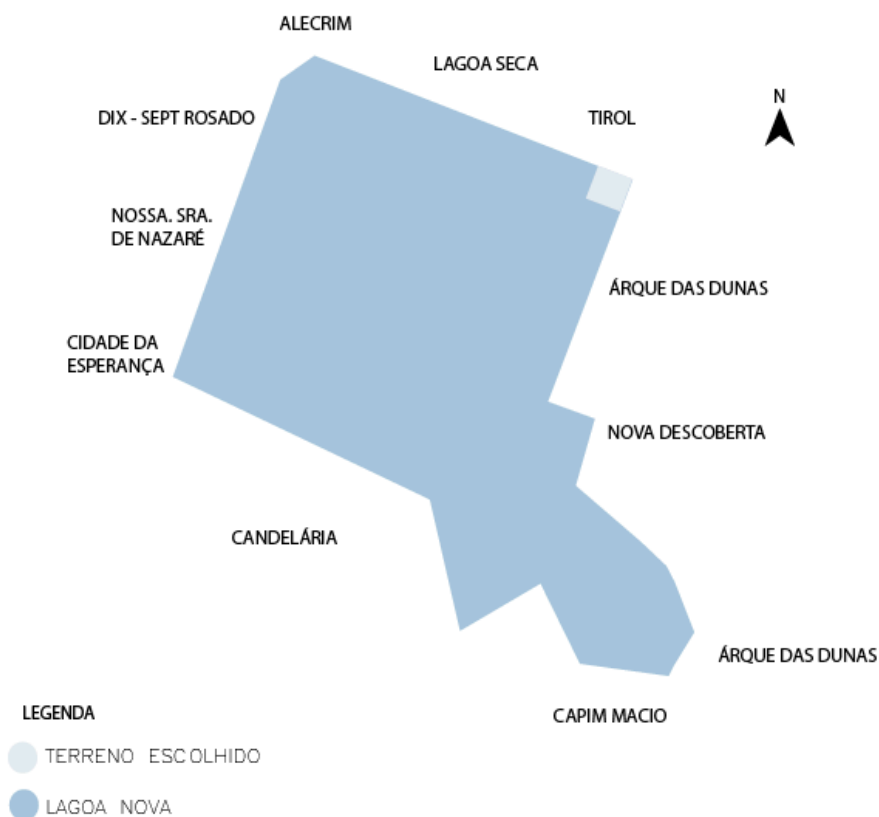 ALECRIM
LAGOA SECA
N
DIX - SEPT ROSADO
TIROL
NOSSA. SRA.
DE NAZARÉ
ÁRQUE DAS DUNAS
CIDADE DA
ESPERANÇA
NOVA DESCOBERTA
CANDELÁRIA
ÁRQUE DAS DUNAS
CAPIM MACIO
LEGENDA
TERRENO ESCOLHIDO
LAGOA NOVA